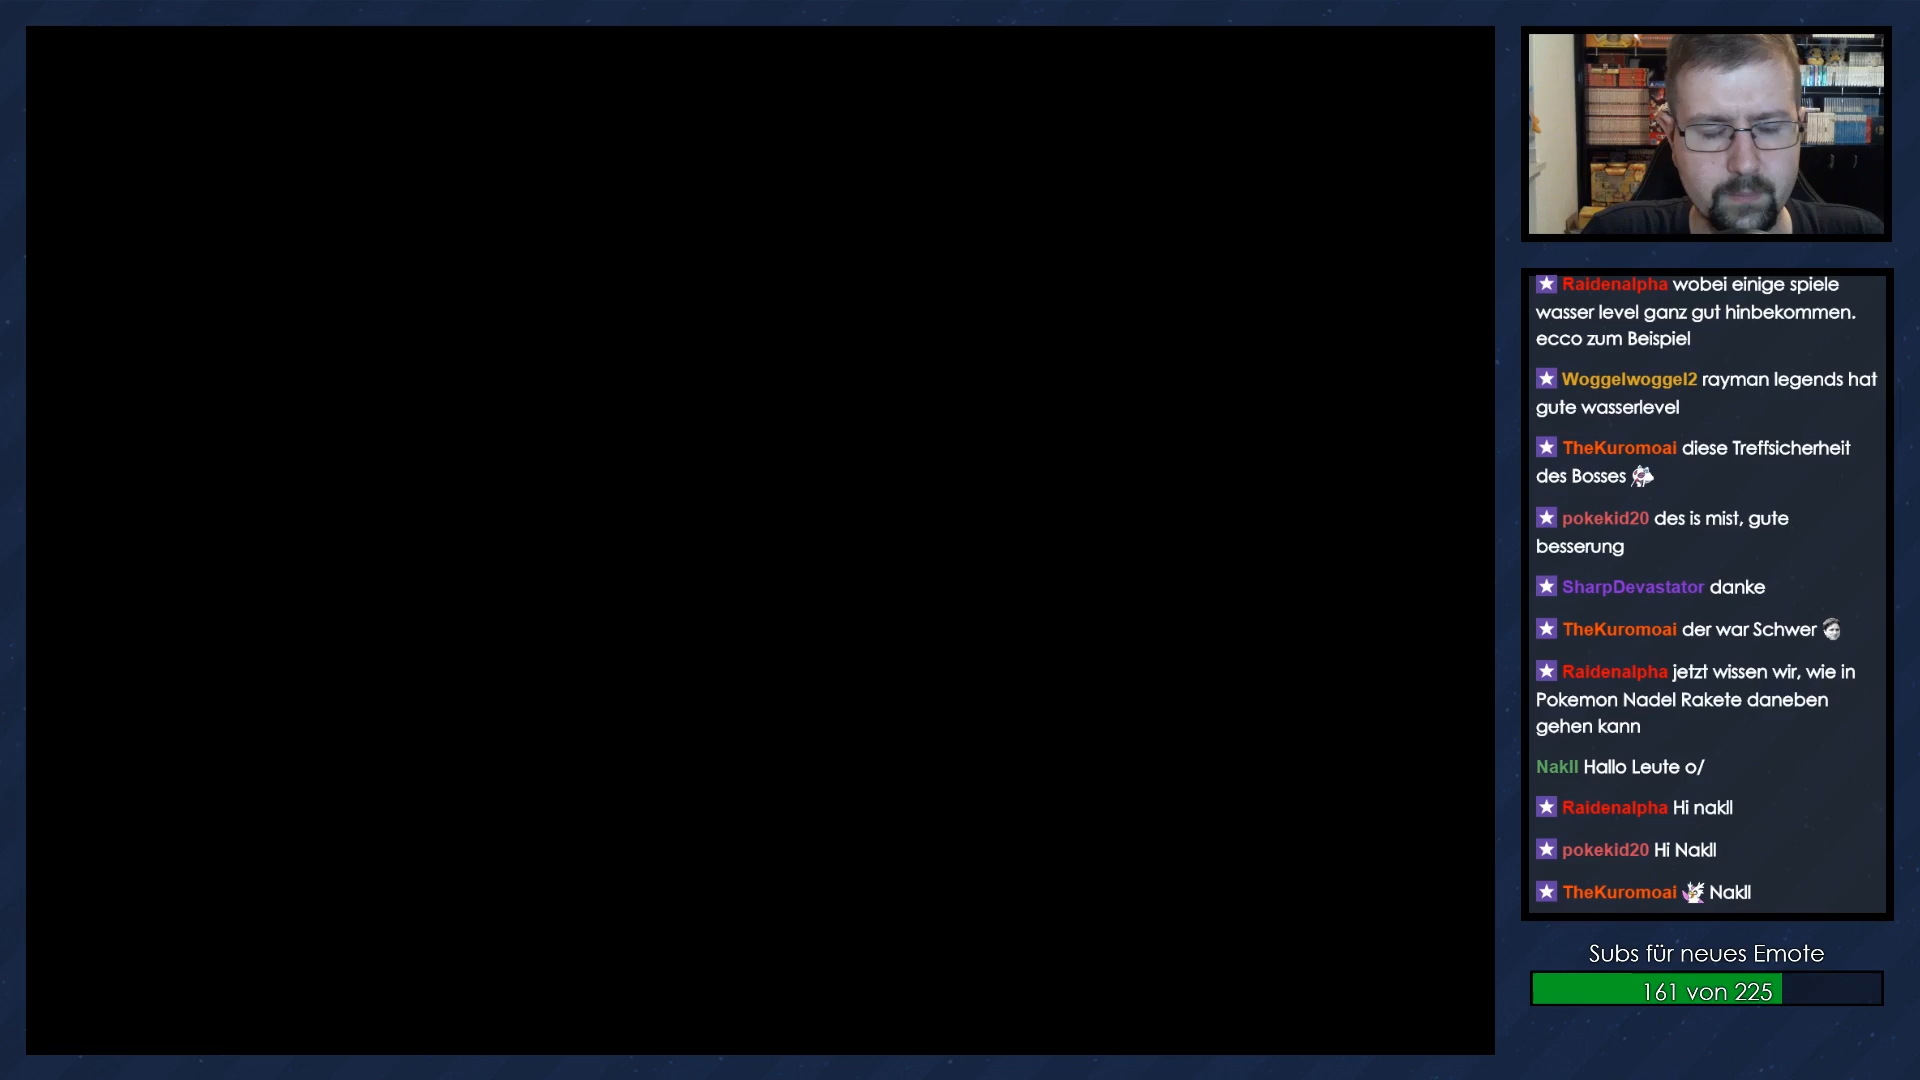 Raidenalpha wobei einige spiele
wasser level ganz gut hinbekommen.
ecco zum Beispiel
Woggelwoggel2 rayman legends hat
gute wasserlevel
TheKuromoai diese Treffsicherheit
des Bosses
pokekid20 des is mist, gute
besserung
SharpDevastator danke
TheKuromoai der war Schwer
Raidenalpha jetzt wissen wir, wie in
Pokemon Nadel Rakete daneben
gehen kann
Nakll Hallo Leute o/
Raidenalpha Hi nakll
pokekid20 Hi Nakll
TheKuromoai Nakll
Subs für neues Emote
161 von 225